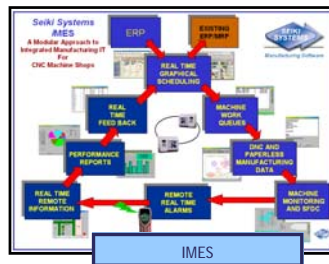 Seiki Systems
iMES
A Modular Approach to
Integrated Manufacturing IT
For
CNC Machine Shops
ERP
EXISTING
ERP/MRP
SEIKI
SYSTEMS
Manufacturing Software
REAL TIME
GRAPHICAL
SCHEDULING
REAL
TIME
FEED BACK
MACHINE
WORK
QUEUES
PERFORMANCE
REPORTS
DNC AND
PAPERLESS
MANUFACTURING
DATA
REAL TIME
REMOTE
INFORMATION
REMOTE
REAL TIME
ALARMS
MACHINE
MONITORING
AND SFDC
IMES